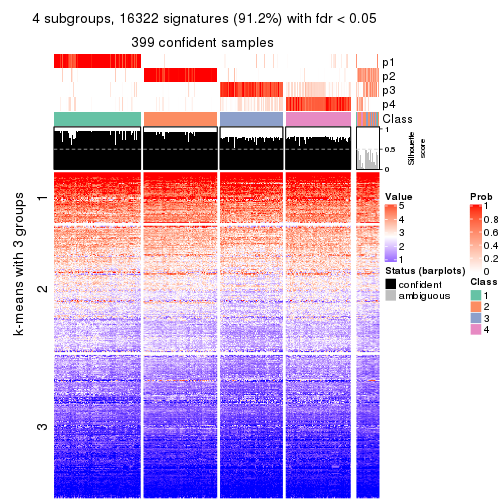 4 subgroups, 16322 signatures (91.2%) with fdr < 0.05
399 confident samples
p1
p2
p3
p4
Class
1
0.5
0
Silhouette
score
k-means with 3 groups
1
2
3
Value
5
4
3
2
1
Prob
1
0.8
0.6
0.4
0.2
0
Status (barplots)
confident
ambiguous
Class
1
2
3
4